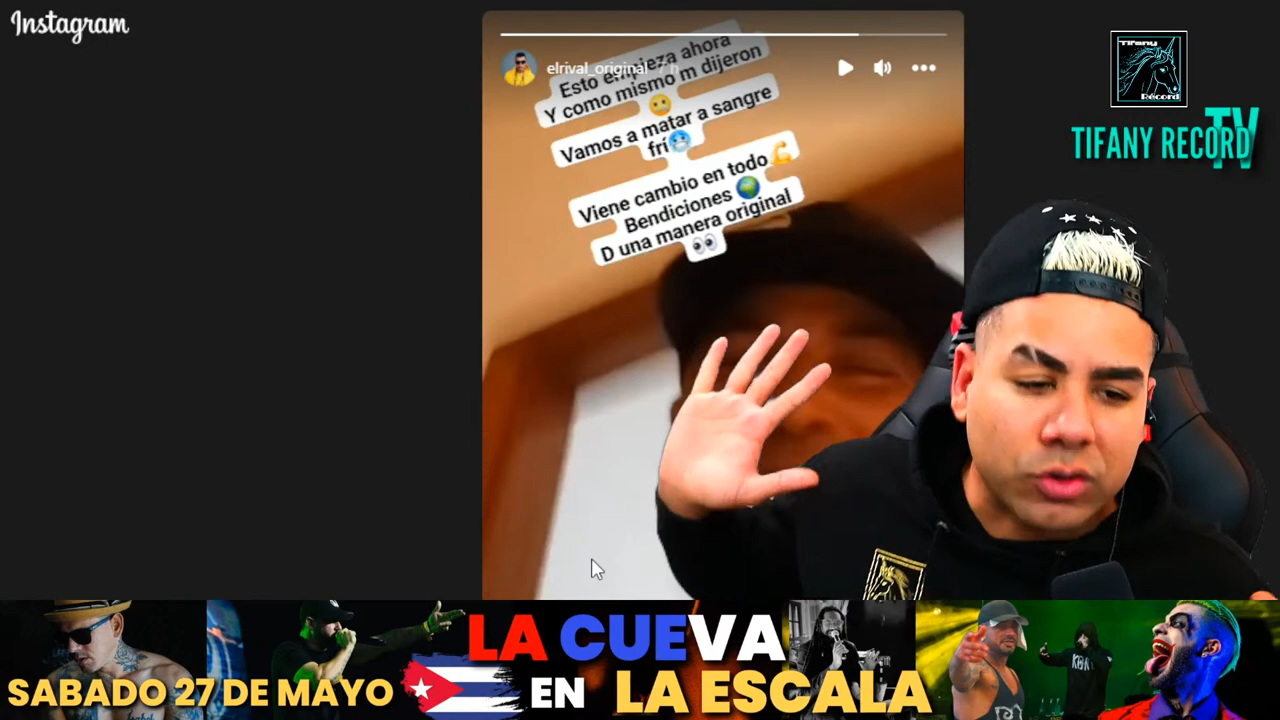 Instagram
elrival_original 7 h
Esto empieza ahora
Y como mismo m dijeron
😬
Vamos a matar a sangre
frí🥶
Viene cambio en todo💪
Bendiciones 🌍
D una manera original
👀
Tifany
Récord
TIFANY RECORD TV
LA CUEVA
SABADO 27 DE MAYO
EN LA ESCALA